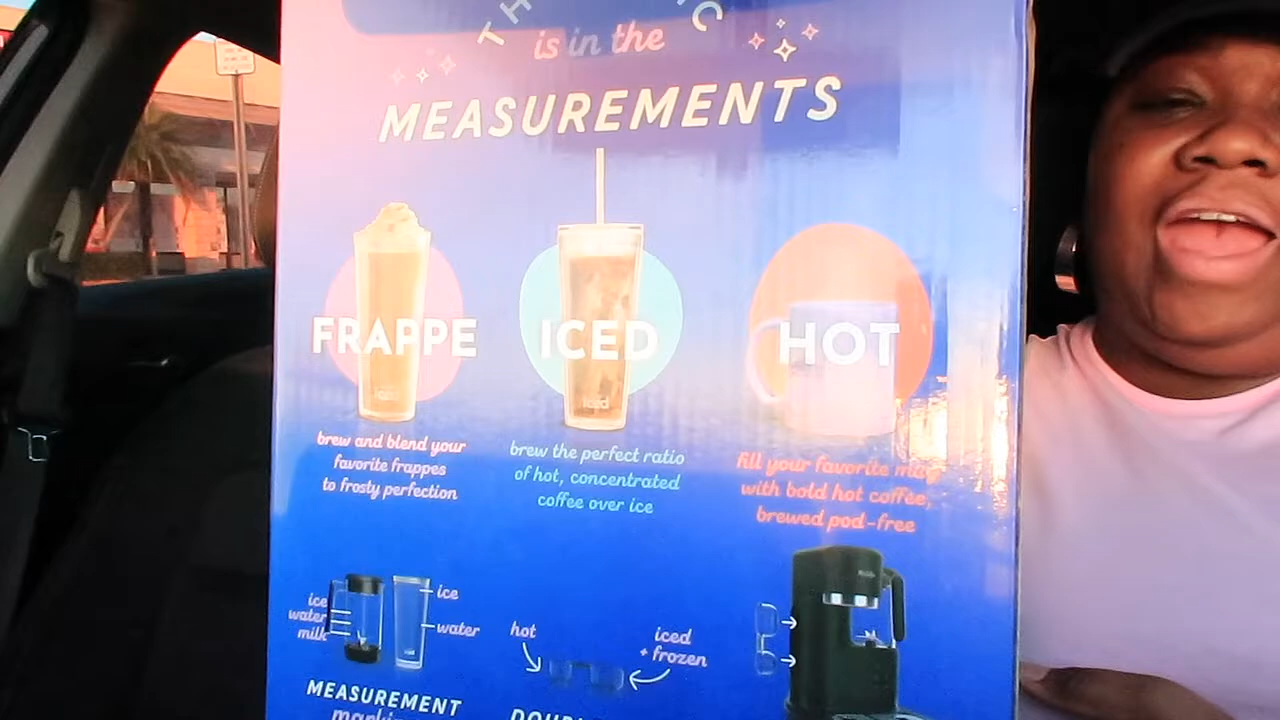 is in the
MEASUREMENTS
FRAPPE
ICED
HOT
iced
brew and blend your
favorite frappes
to frosty perfection
brew the perfect ratio
of hot, concentrated
coffee over ice
fill your favorite mug
with bold hot coffee,
brewed pod-free
ice
water
milk
ice
water
hot
iced
+ frozen
MEASUREMENT